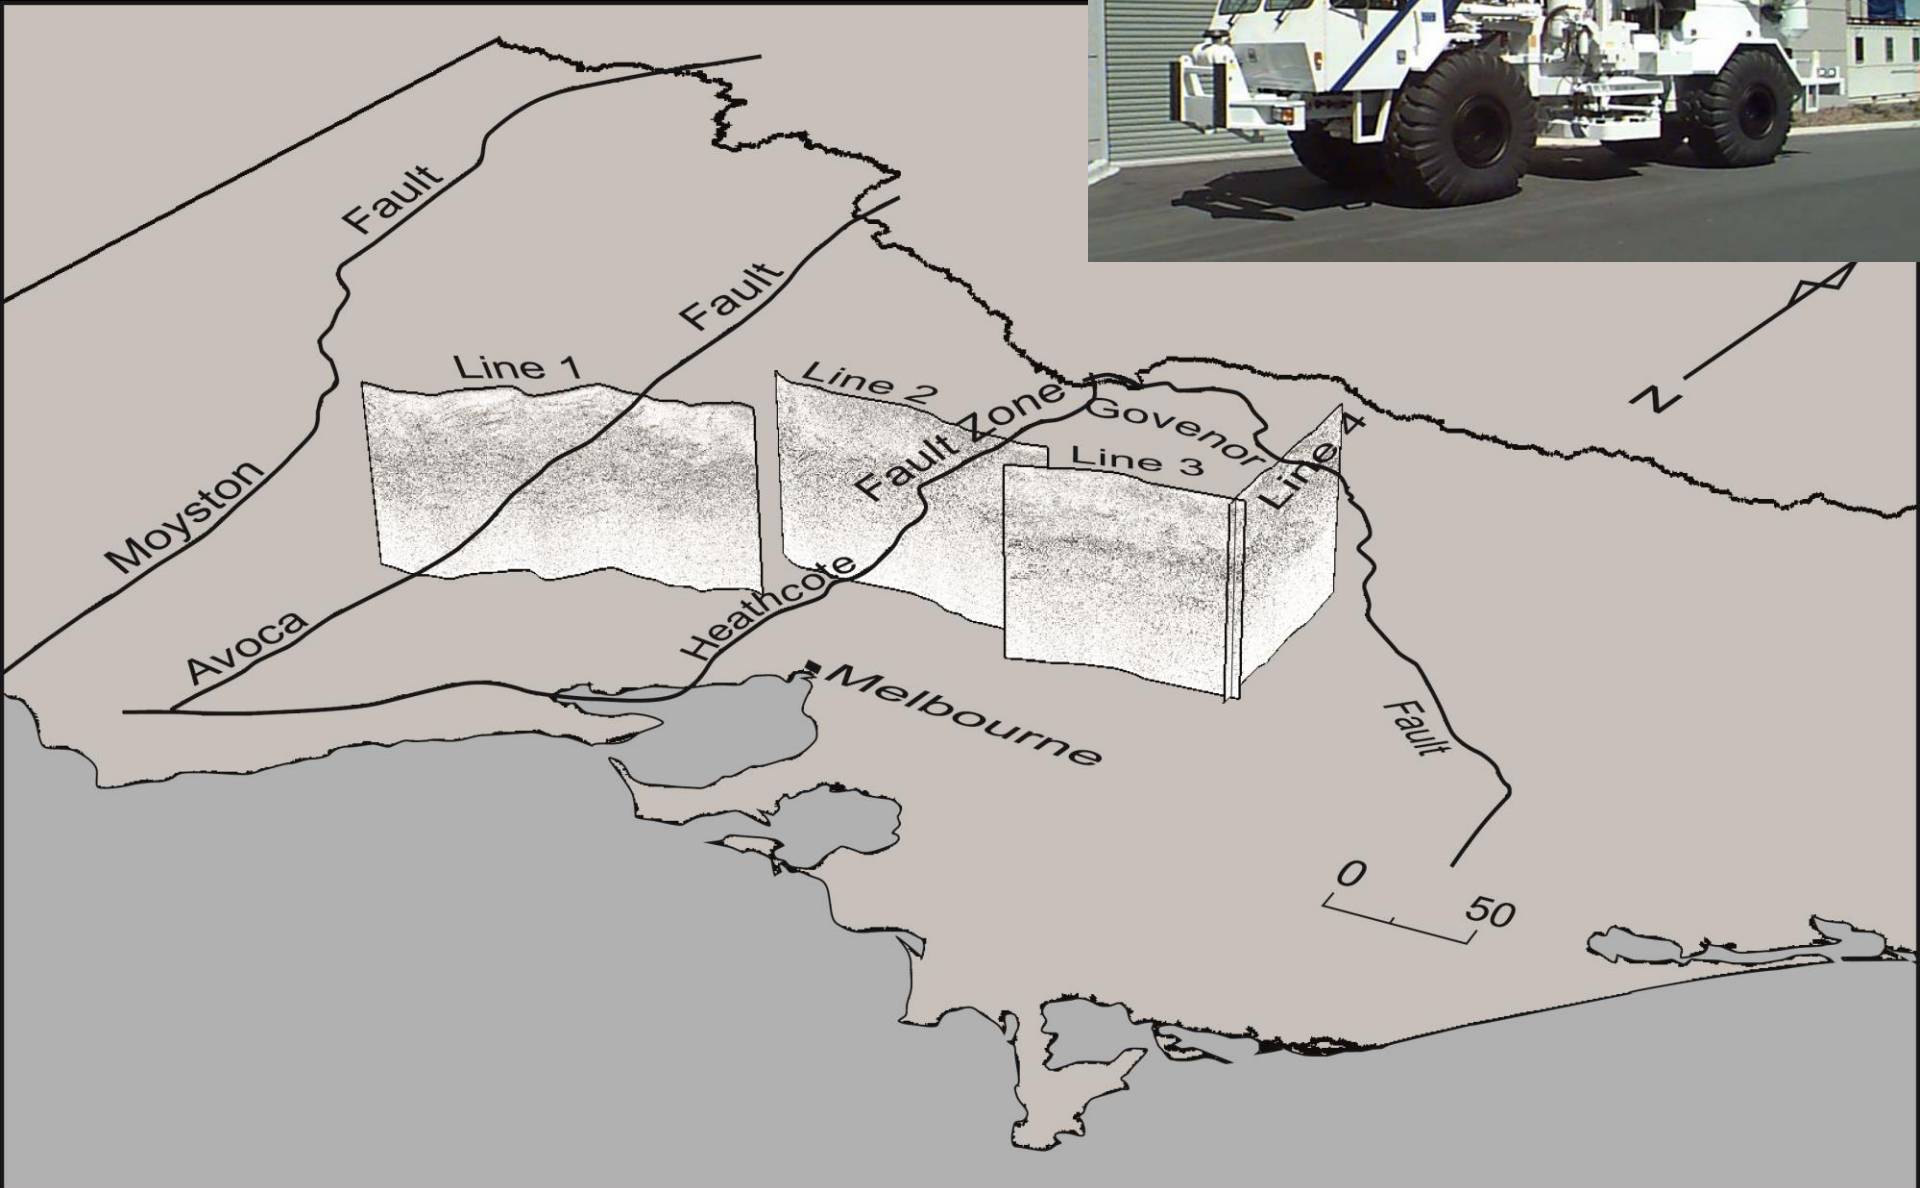 Fault
Moyston
Fault
Avoca
Line 1
Line 2
Fault Zone
Heathcote
Govenor
Line 3
Line 4
Fault
N
Melbourne
0
50